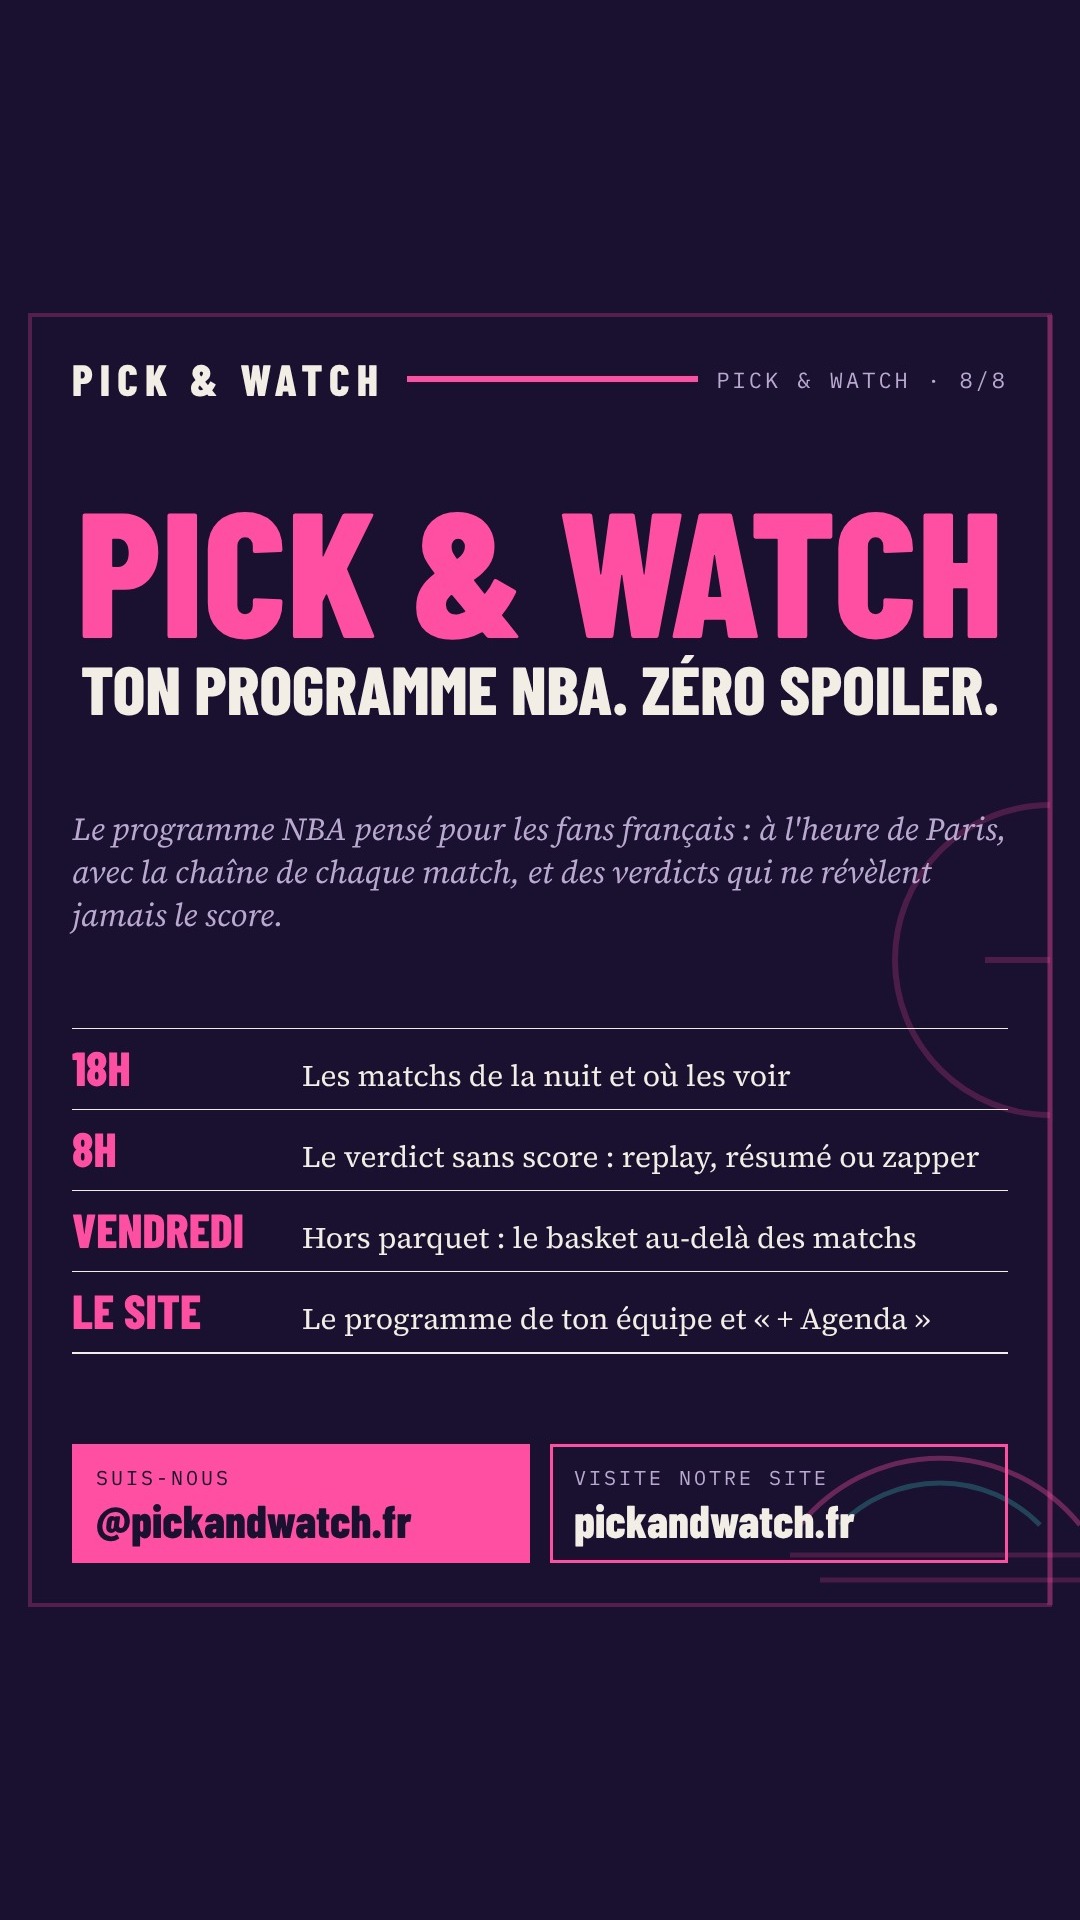 PICK & WATCH
PICK & WATCH · 8/8
PICK & WATCH
TON PROGRAMME NBA. ZÉRO SPOILER.
Le programme NBA pensé pour les fans français : à l'heure de Paris,
avec la chaîne de chaque match, et des verdicts qui ne révèlent
jamais le score.
18H
Les matchs de la nuit et où les voir
8H
Le verdict sans score : replay, résumé ou zapper
VENDREDI
Hors parquet : le basket au-delà des matchs
LE SITE
Le programme de ton équipe et « + Agenda »
SUIS-NOUS
@pickandwatch.fr
VISITE NOTRE SITE
pickandwatch.fr